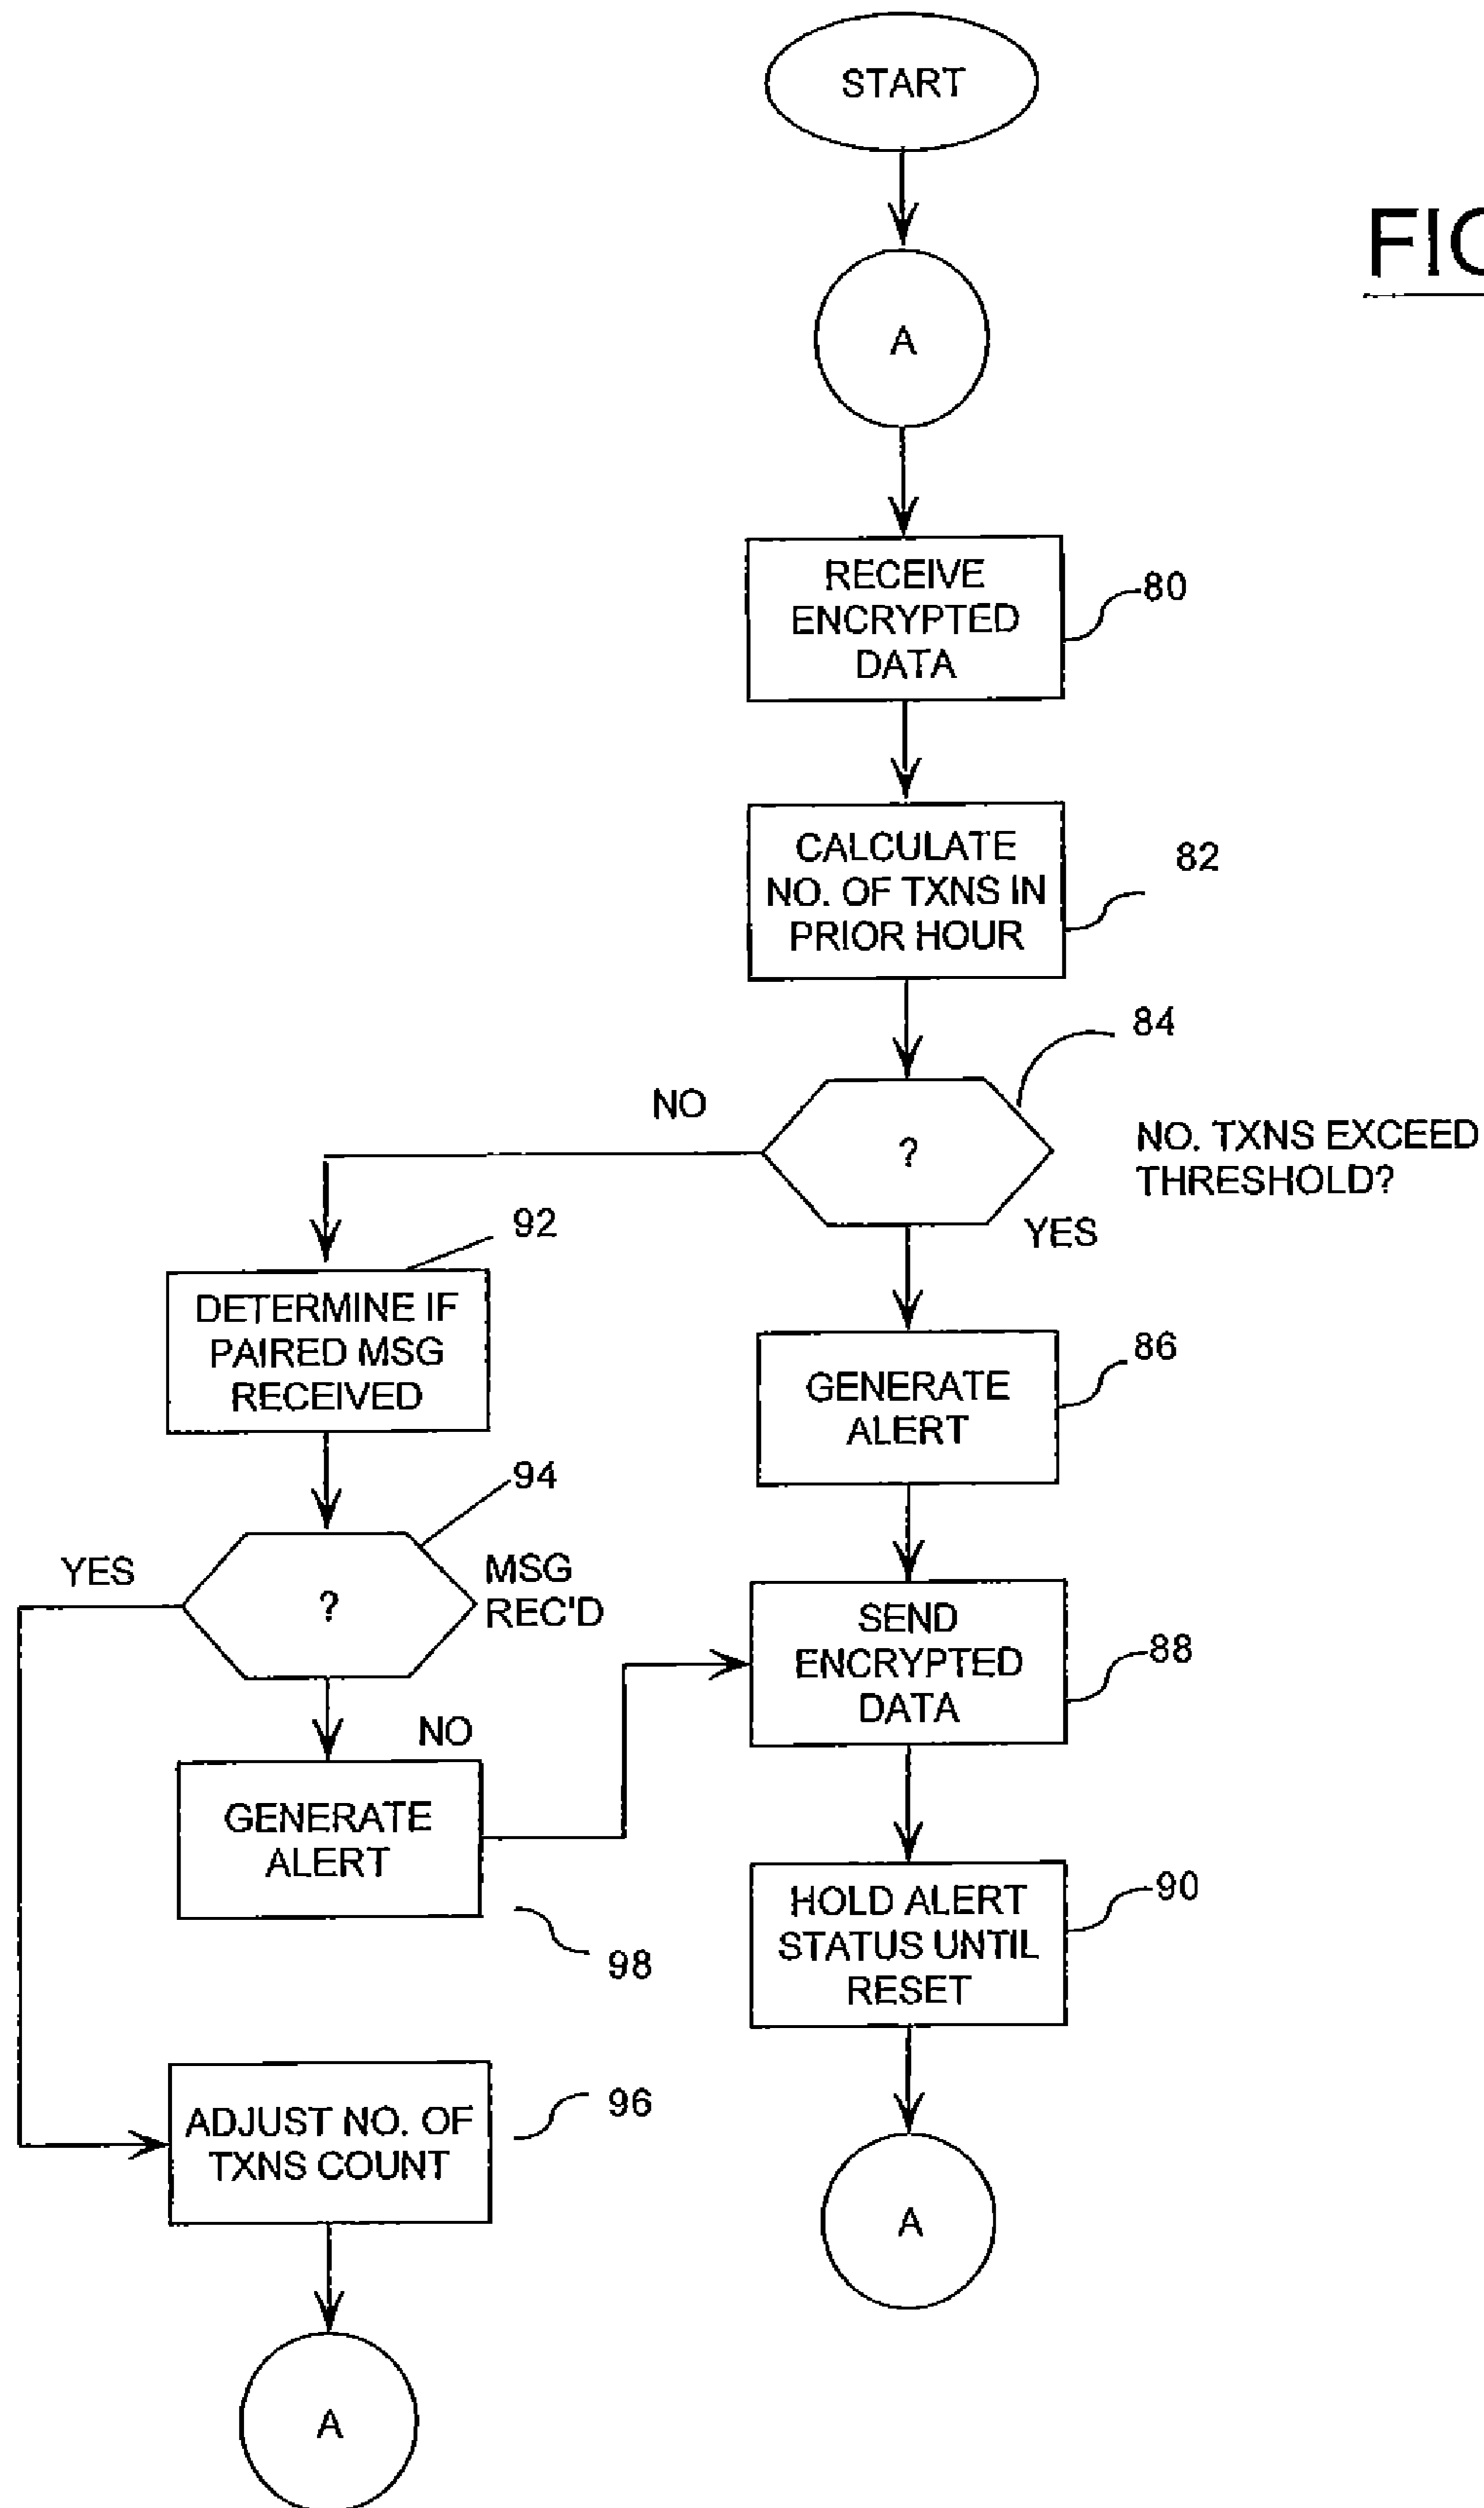 START
FIG
A
RECEIVE
ENCRYPTED
DATA
80
CALCULATE
NO. OF TXNS IN
PRIOR HOUR
82
84
NO
?
NO. TXNS EXCEED
THRESHOLD?
YES
92
DETERMINE IF
PAIRED MSG
RECEIVED
86
GENERATE
ALERT
94
YES
?
MSG
REC'D
SEND
ENCRYPTED
DATA
88
NO
GENERATE
ALERT
98
HOLD ALERT
STATUS UNTIL
RESET
90
ADJUST NO. OF
TXNS COUNT
96
A
A